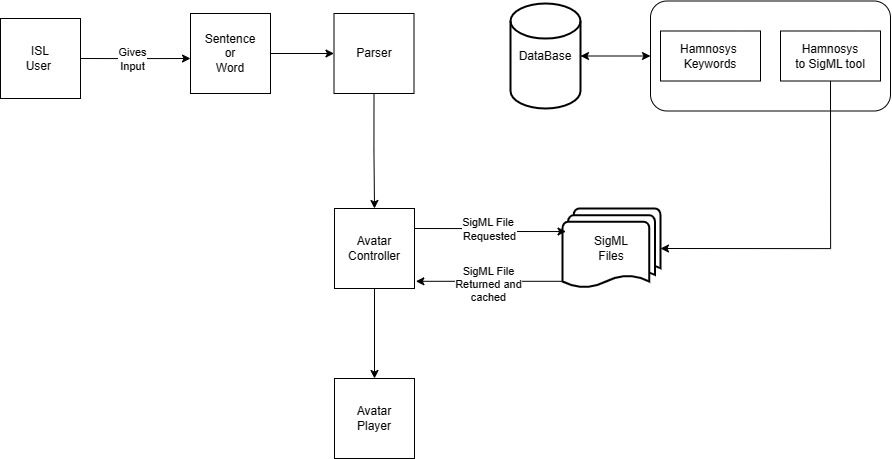 ISL
User
Gives
Input
Sentence
or
Word
Parser
DataBase
Hamnosys
Keywords
Hamnosys
to SigML tool
Avatar
Controller
SigML File
Requested
SigML File
Returned and
cached
SigML
Files
Avatar
Player